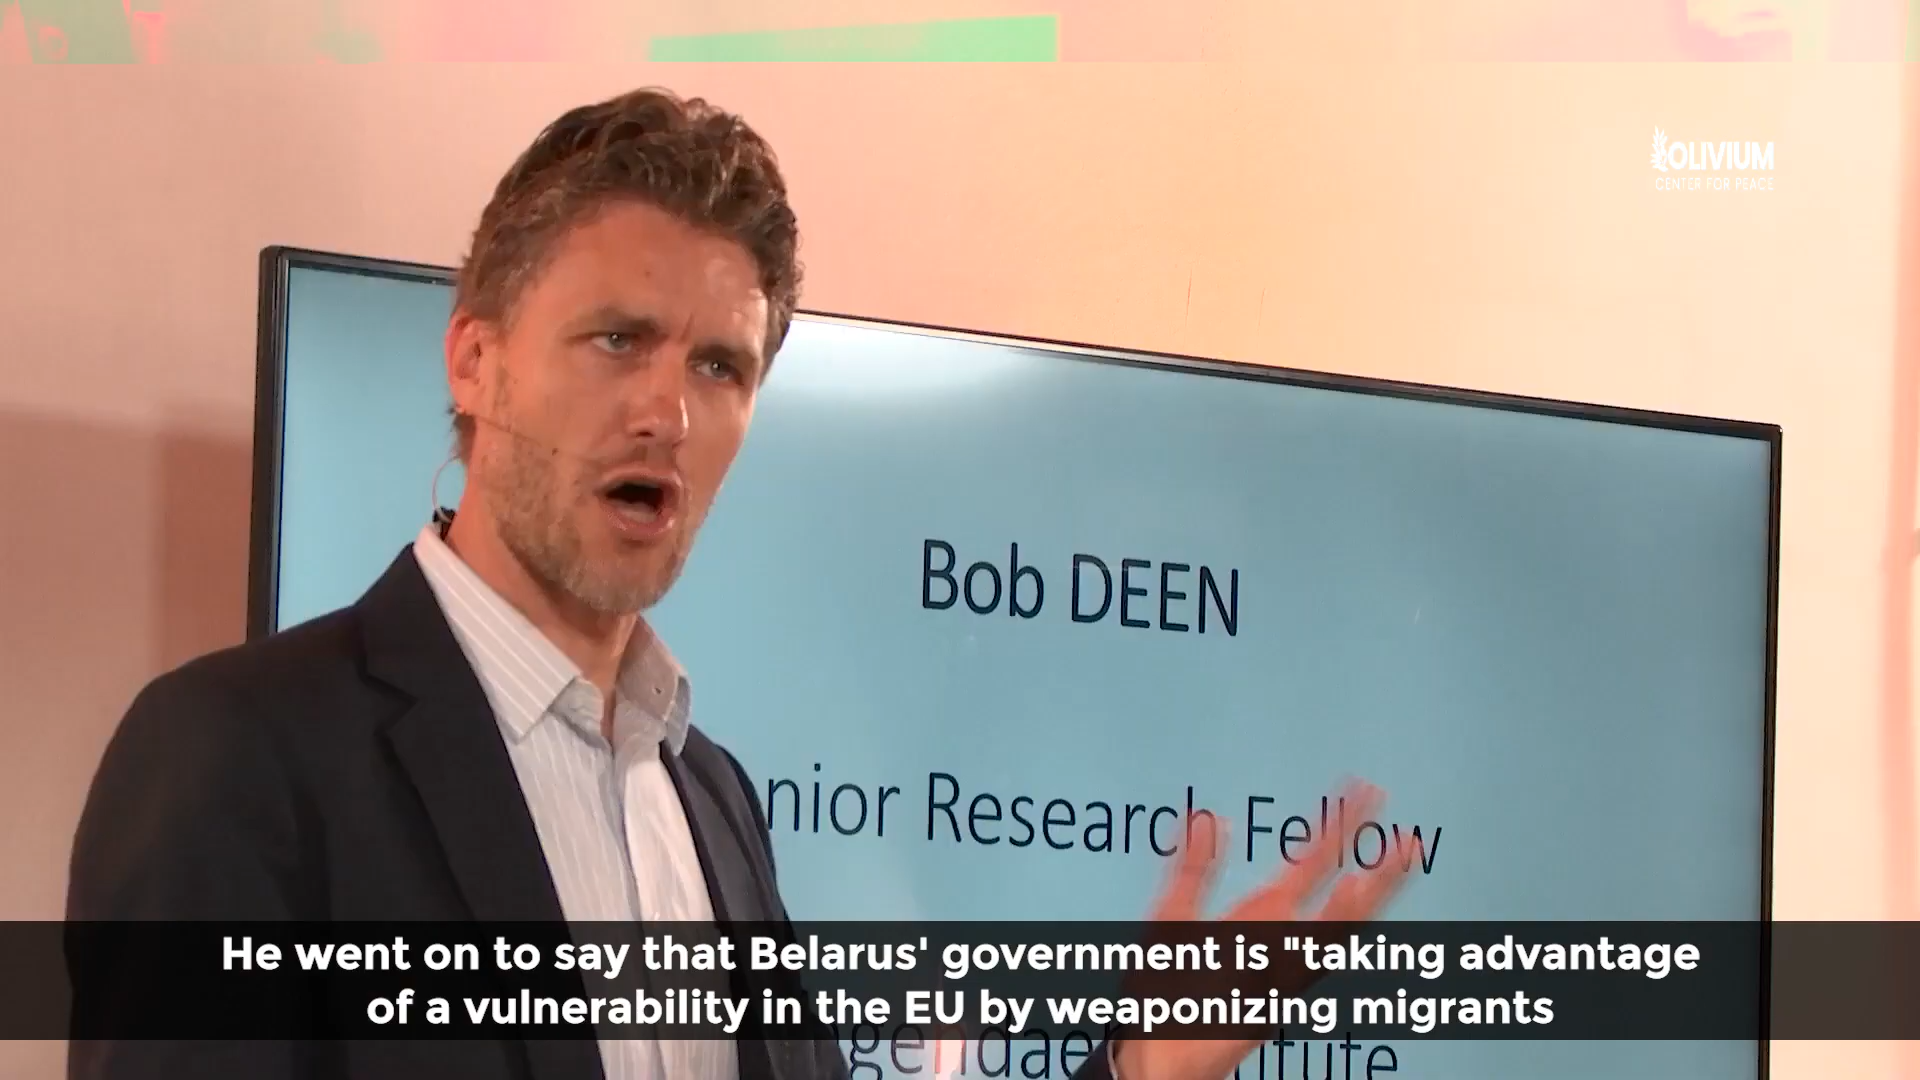 OLIVIUM
CENTER FOR PEACE
Bob DEEN
nior Research Fellow
He went on to say that Belarus' government is "taking advantage
of a vulnerability in the EU by weaponizing migrants